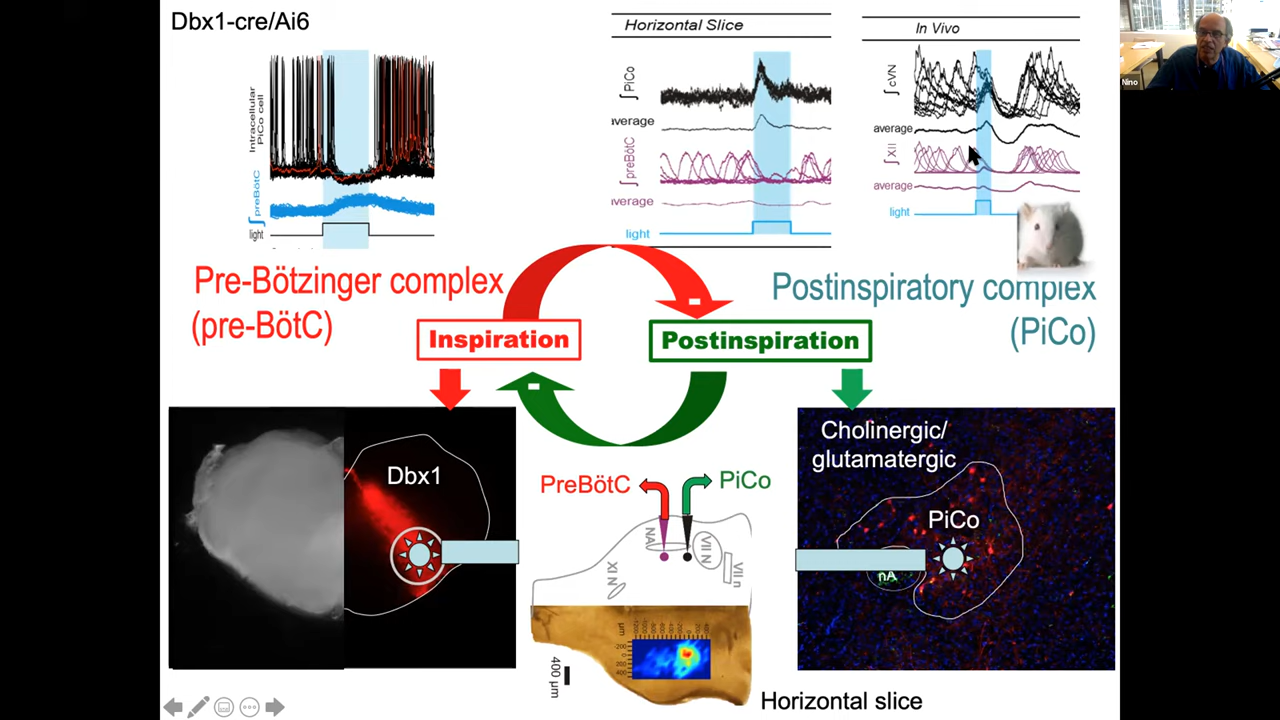 Dbx1-cre/Ai6
Intracellular
PiCo cell
∫preBötC
light
Horizontal Slice
∫PiCo
average
∫preBötC
average
light
In Vivo
∫cVN
average
∫XII
average
light
Nino
Pre-Bötzinger complex
(pre-BötC)
Postinspiratory complex
(PiCo)
Inspiration
Postinspiration
Dbx1
Cholinergic/
glutamatergic
PiCo
nA
PreBötC
PiCo
NA
VII N
VII n
XI N
µm
400 µm
Horizontal slice